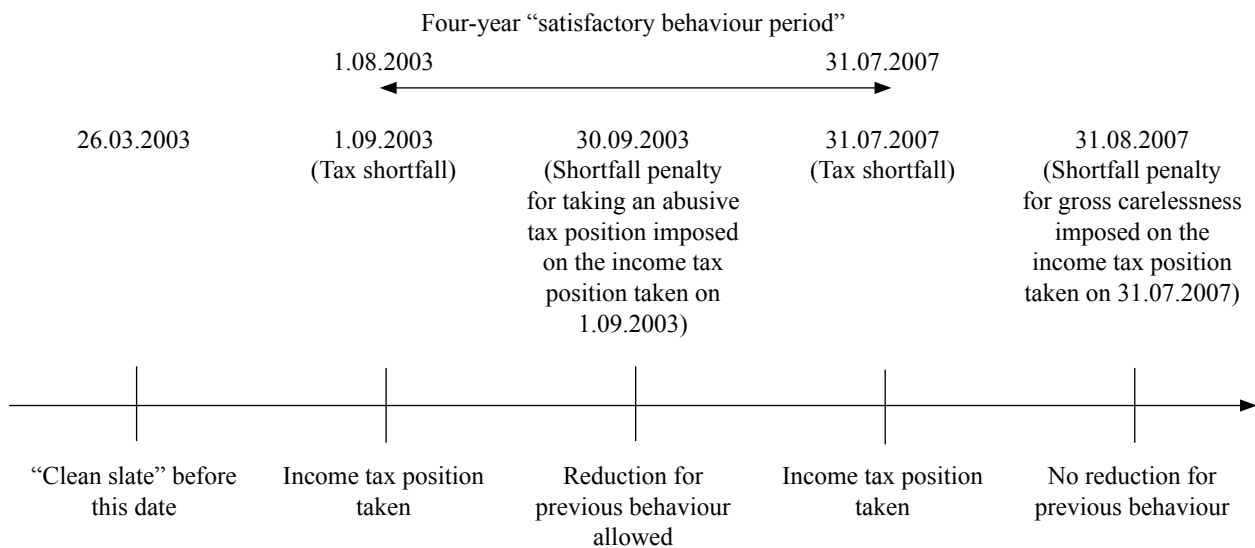 Four-year “satisfactory behaviour period”
1.08.2003
31.07.2007
26.03.2003
1.09.2003
(Tax shortfall)
30.09.2003
(Shortfall penalty
for taking an abusive
tax position imposed
on the income tax
position taken on
1.09.2003)
31.07.2007
(Tax shortfall)
31.08.2007
(Shortfall penalty
for gross carelessness
imposed on the
income tax position
taken on 31.07.2007)
“Clean slate” before
this date
Income tax position
taken
Reduction for
previous behaviour
allowed
Income tax position
taken
No reduction for
previous behaviour